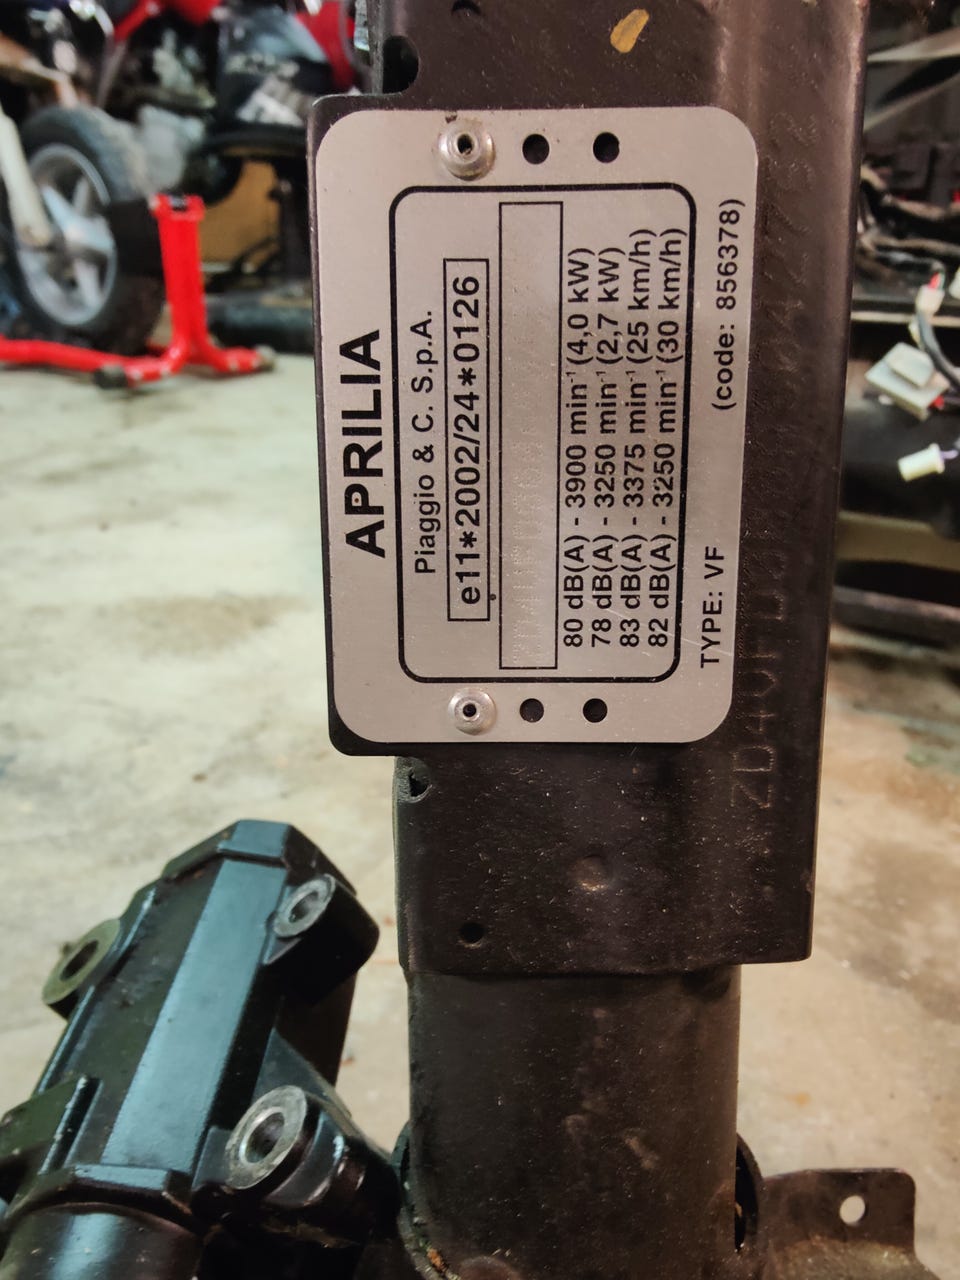 APRILIA
Piaggio & C. S.p.A.
e11*2002/24*0126
80 dB(A) - 3900 min⁻¹ (4,0 kW)
78 dB(A) - 3250 min⁻¹ (2,7 kW)
83 dB(A) - 3375 min⁻¹ (25 km/h)
82 dB(A) - 3250 min⁻¹ (30 km/h)
TYPE: VF (code: 856378)